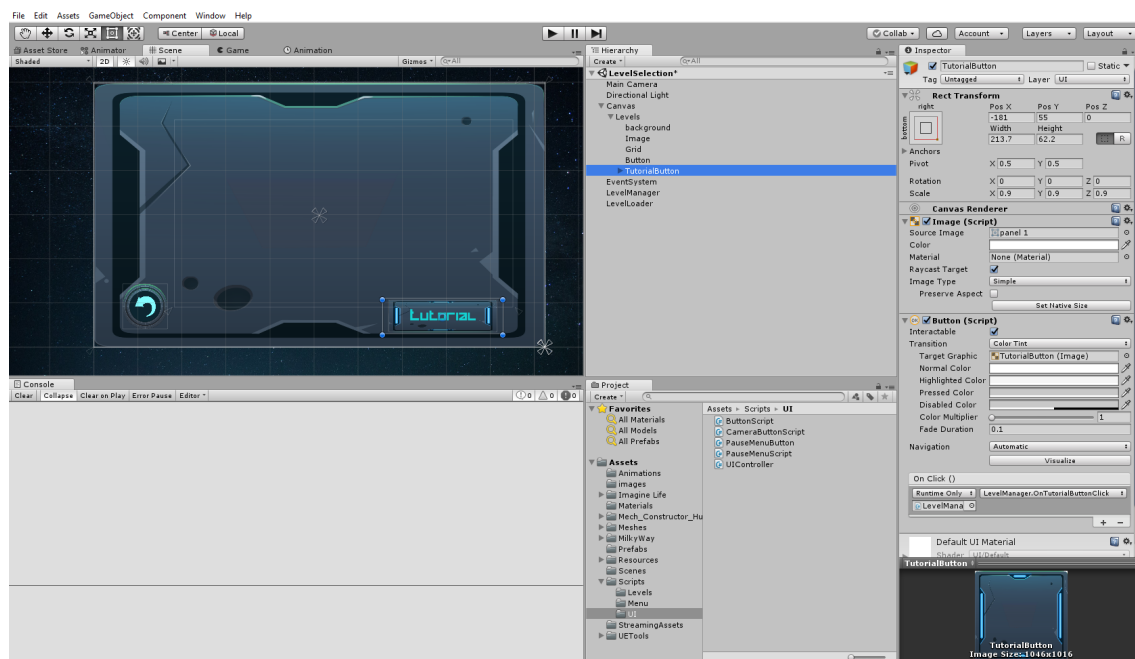 File Edit Assets GameObject Component Window Help
Center Local
Collab Account Layers Layout
Asset Store Animator Scene Game Animation
Shaded 2D Gizmos All
tutorial
Hierarchy
Create All
LevelSelection*
Main Camera
Directional Light
Canvas
Levels
background
Image
Grid
Button
TutorialButton
EventSystem
LevelManager
LevelLoader
Inspector
TutorialButton Static
Tag Untagged Layer UI
Rect Transform
right Pos X Pos Y Pos Z
bottom -181 55 0
Width Height
213.7 62.2 R
Anchors
Pivot X 0.5 Y 0.5
Rotation X 0 Y 0 Z 0
Scale X 0.9 Y 0.9 Z 0.9
Canvas Renderer
Image (Script)
Source Image panel 1
Color
Material None (Material)
Raycast Target
Image Type Simple
Preserve Aspect
Set Native Size
Button (Script)
Interactable
Transition Color Tint
Target Graphic TutorialButton (Image)
Normal Color
Highlighted Color
Pressed Color
Disabled Color
Color Multiplier 1
Fade Duration 0.1
Navigation Automatic
Visualize
On Click ()
Runtime Only LevelManager.OnTutorialButtonClick
LevelMana
+ −
Default UI Material
Shader UI/Default
TutorialButton
TutorialButton
Image Size: 1046x1016
Console
Clear Collapse Clear on Play Error Pause Editor 0 0 0
Project
Create
Favorites
All Materials
All Models
All Prefabs
Assets
Animations
images
Imagine Life
Materials
Mech_Constructor_Hu
Meshes
MilkyWay
Prefabs
Resources
Scenes
Scripts
Levels
Menu
UI
StreamingAssets
UETools
Assets Scripts UI
ButtonScript
CameraButtonScript
PauseMenuButton
PauseMenuScript
UIController